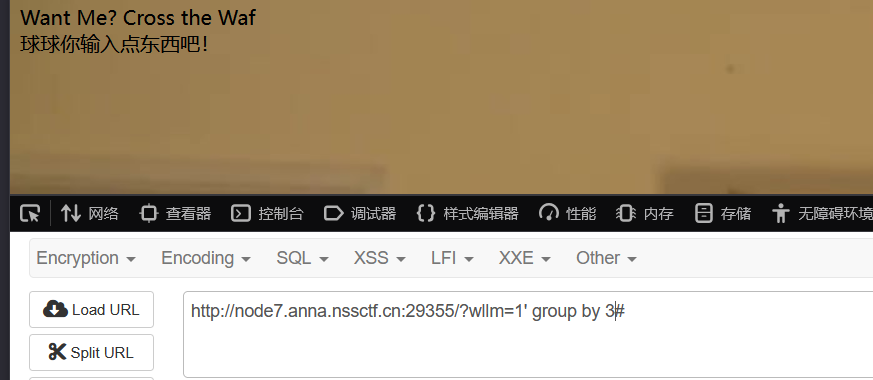 Want Me? Cross the Waf
球球你输入点东西吧！
网络 查看器 控制台 调试器 样式编辑器 性能 内存 存储 无障碍环境
Encryption Encoding SQL XSS LFI XXE Other
Load URL
http://node7.anna.nssctf.cn:29355/?wllm=1' group by 3#
Split URL